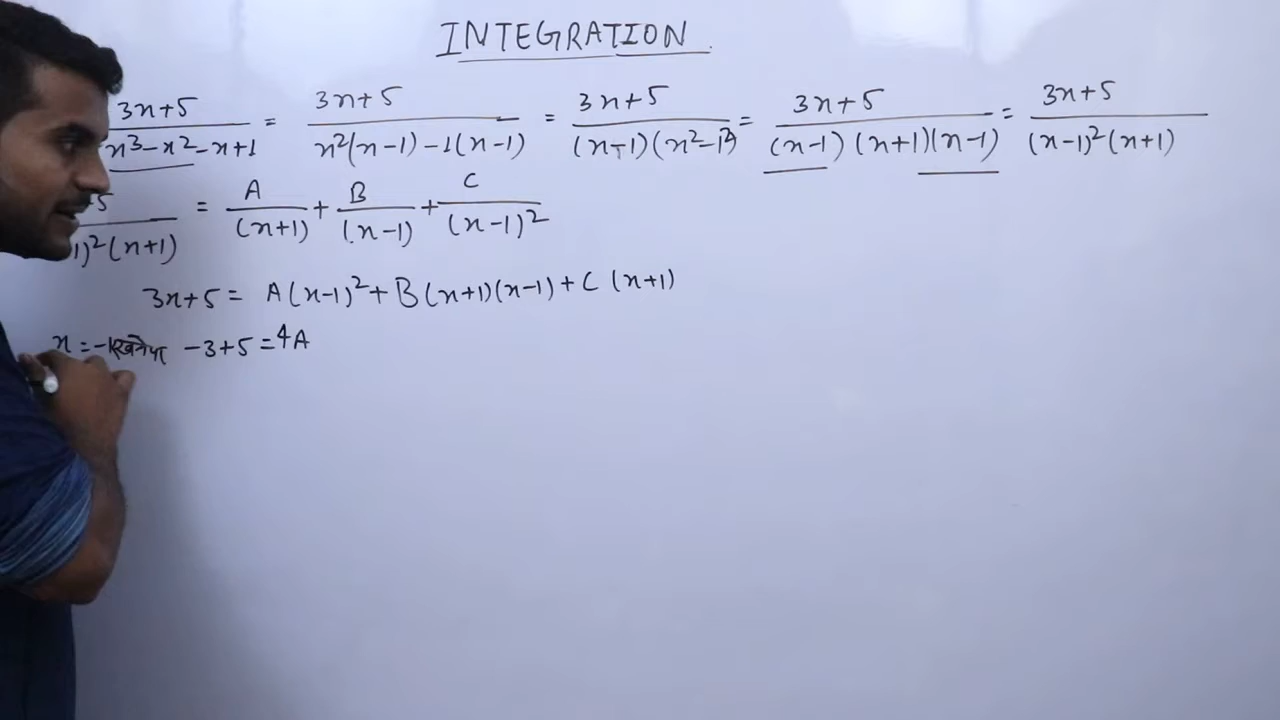 INTEGRATION
3x+5 / x³-x²-x+1 = 3x+5 / x²(x-1)-1(x-1) = 3x+5 / (x-1)(x²-1²) = 3x+5 / (x-1)(x+1)(x-1) = 3x+5 / (x-1)²(x+1)
5 / 1)²(x+1) = A / (x+1) + B / (x-1) + C / (x-1)²
3x+5 = A(x-1)² + B(x+1)(x-1) + C(x+1)
x = -1 रखने पर -3+5 = 4A